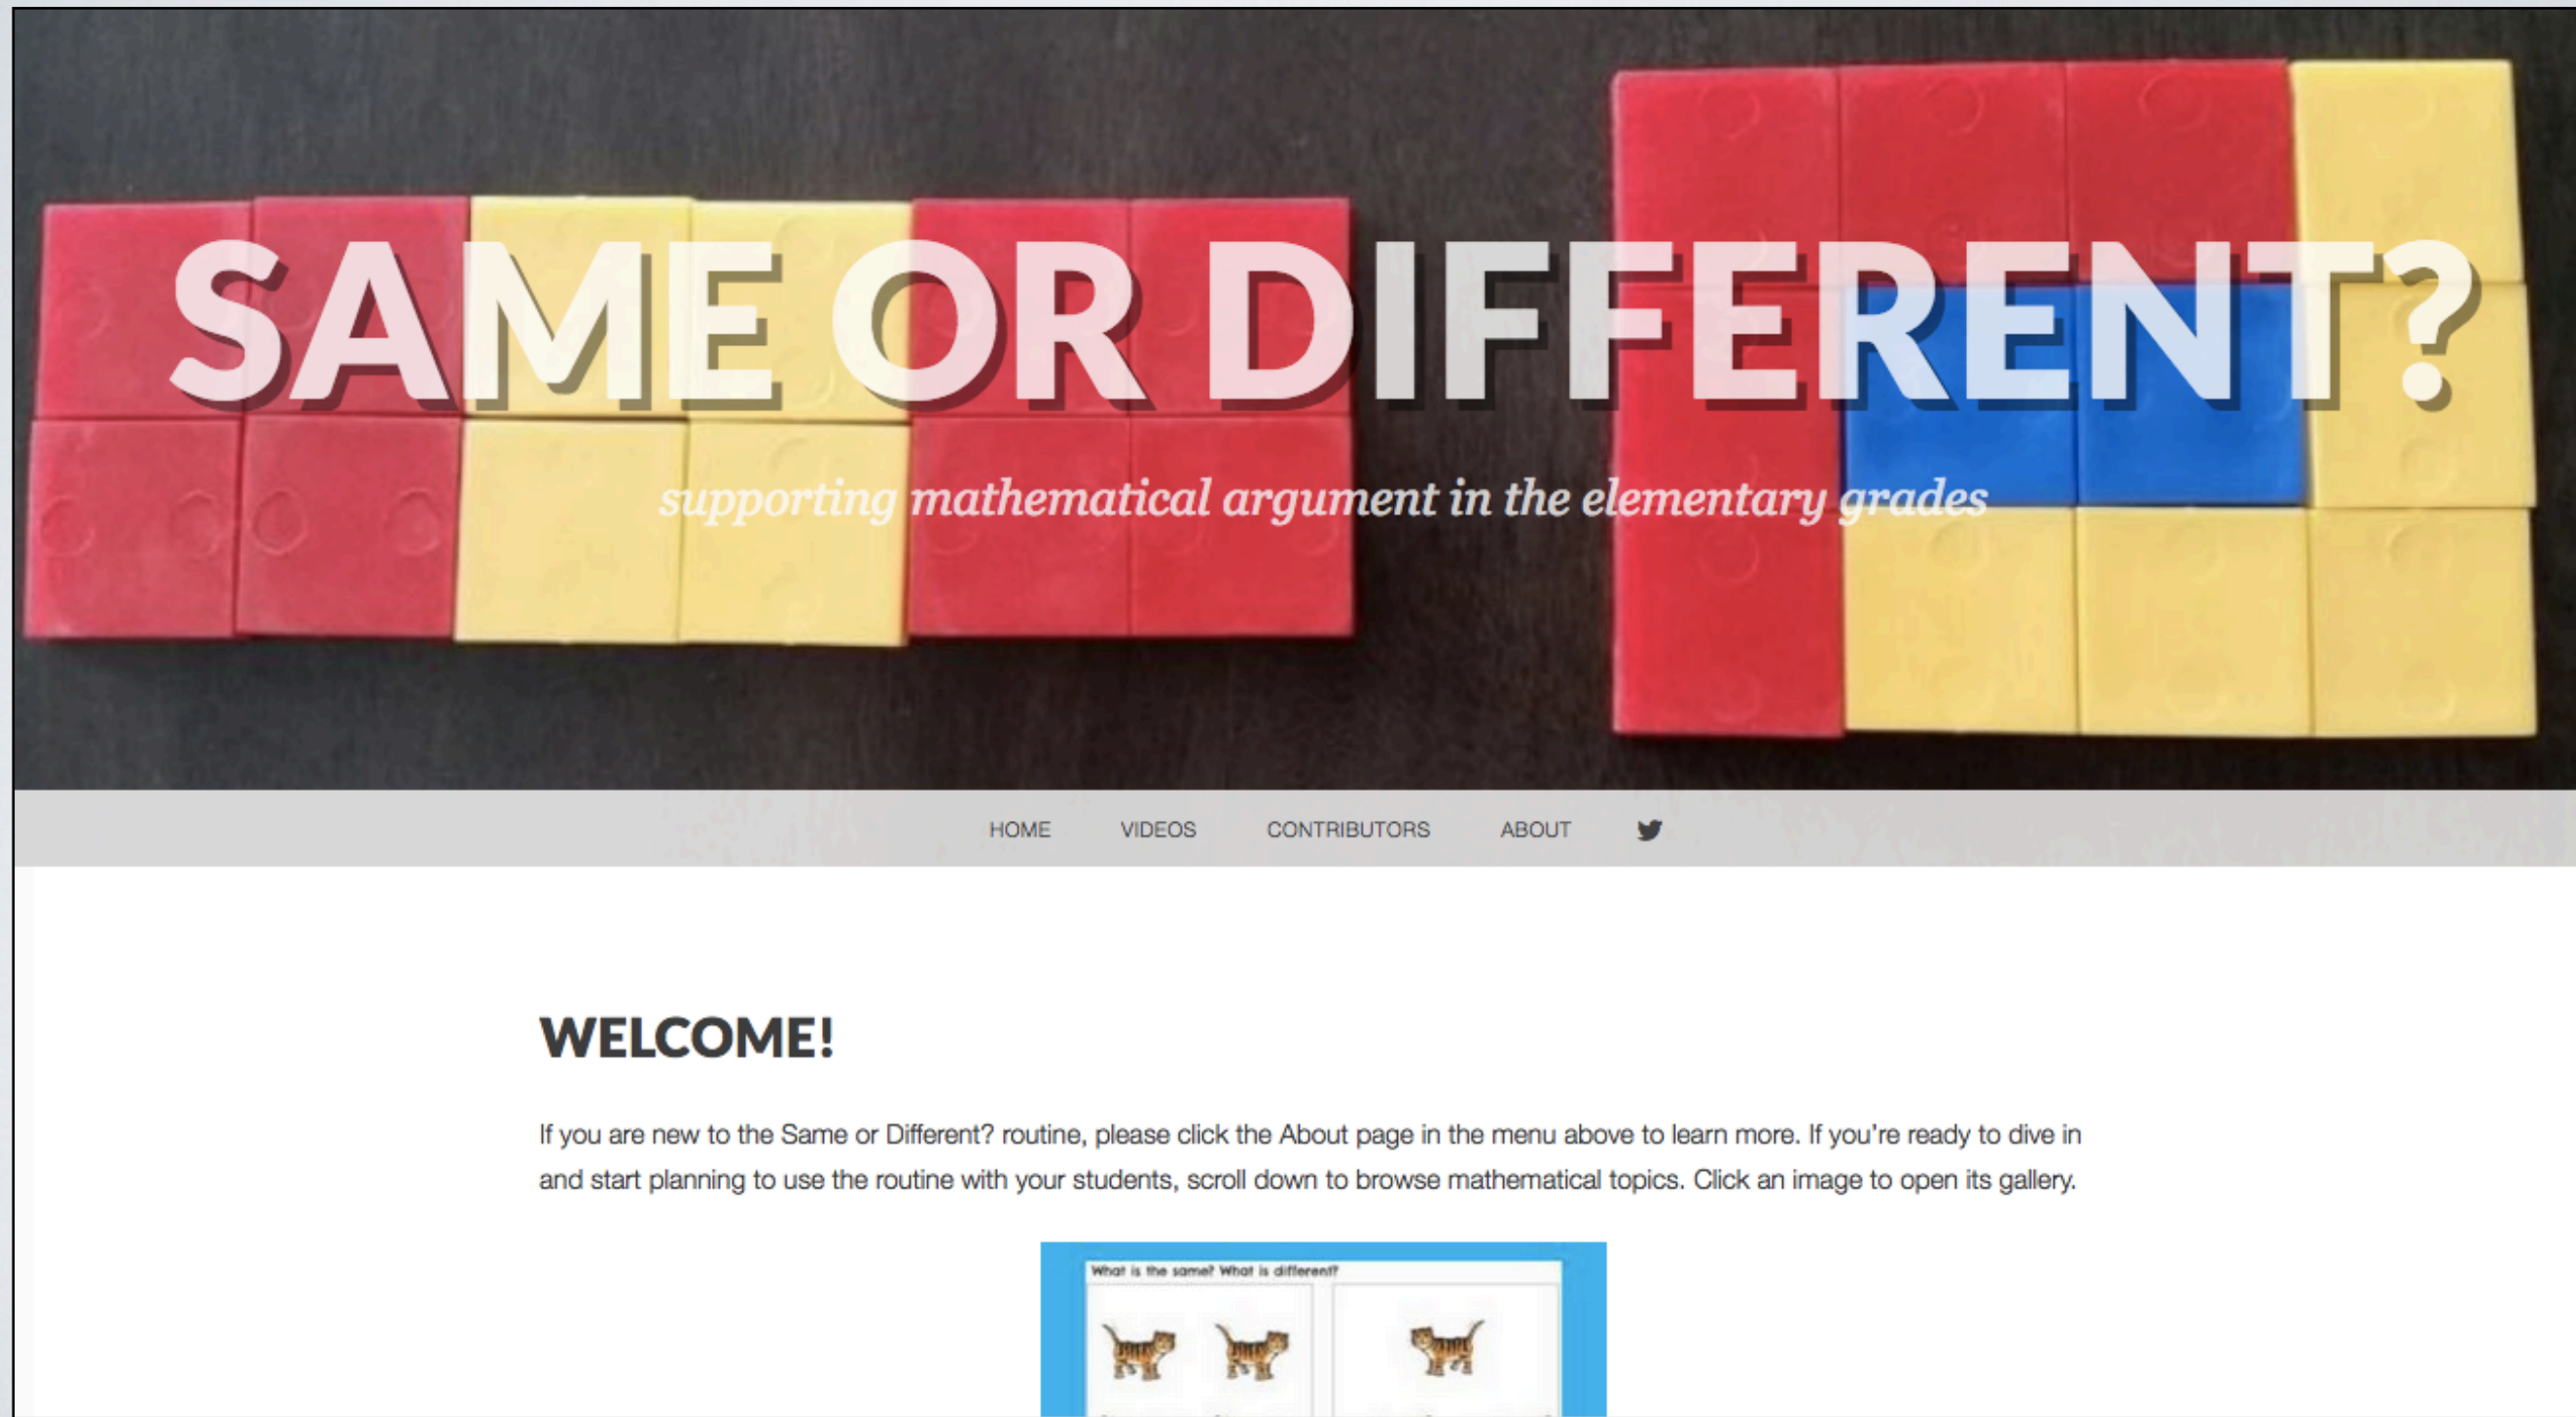 SAME OR DIFFERENT?
supporting mathematical argument in the elementary grades
HOME VIDEOS CONTRIBUTORS ABOUT
WELCOME!
If you are new to the Same or Different? routine, please click the About page in the menu above to learn more. If you're ready to dive in
and start planning to use the routine with your students, scroll down to browse mathematical topics. Click an image to open its gallery.
What is the same? What is different?